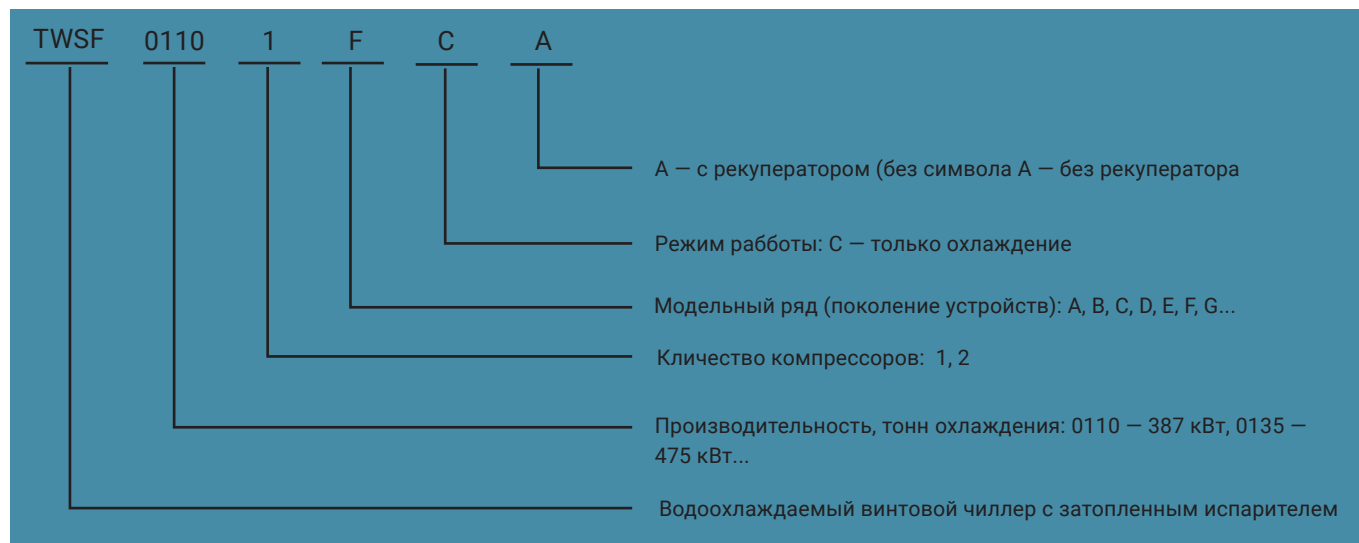 TWSF 0110 1 F C A
A — с рекуператором (без символа A — без рекуператора
Режим рабботы: C — только охлаждение
Модельный ряд (поколение устройств): A, B, C, D, E, F, G...
Кличество компрессоров: 1, 2
Производительность, тонн охлаждения: 0110 — 387 кВт, 0135 —
475 кВт...
Водоохлаждаемый винтовой чиллер с затопленным испарителем